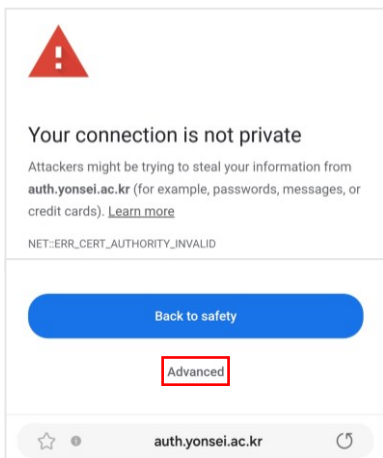 Your connection is not private
Attackers might be trying to steal your information from
auth.yonsei.ac.kr (for example, passwords, messages, or
credit cards). Learn more
NET::ERR_CERT_AUTHORITY_INVALID
Back to safety
Advanced
auth.yonsei.ac.kr